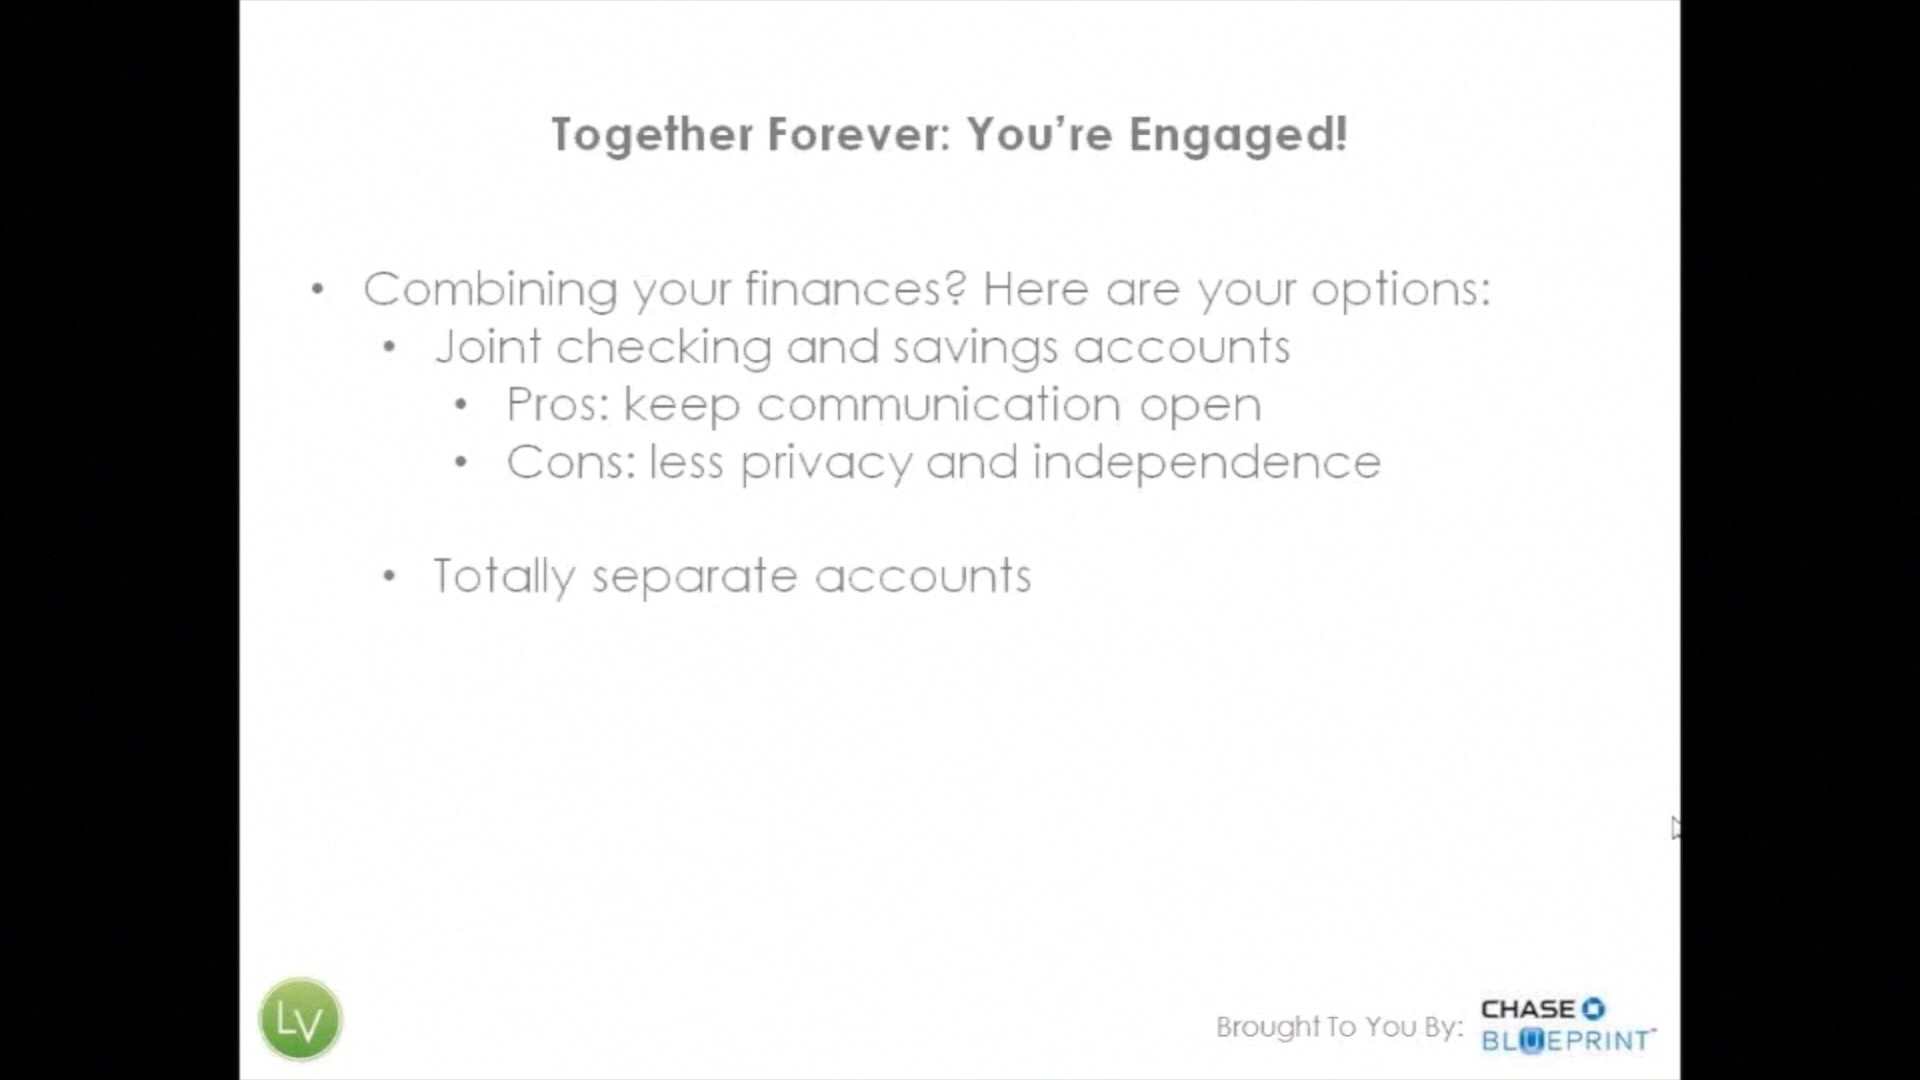 Together Forever: You're Engaged!
• Combining your finances? Here are your options:
• Joint checking and savings accounts
• Pros: keep communication open
• Cons: less privacy and independence
• Totally separate accounts
LV
Brought To You By:
CHASE
BLUEPRINT